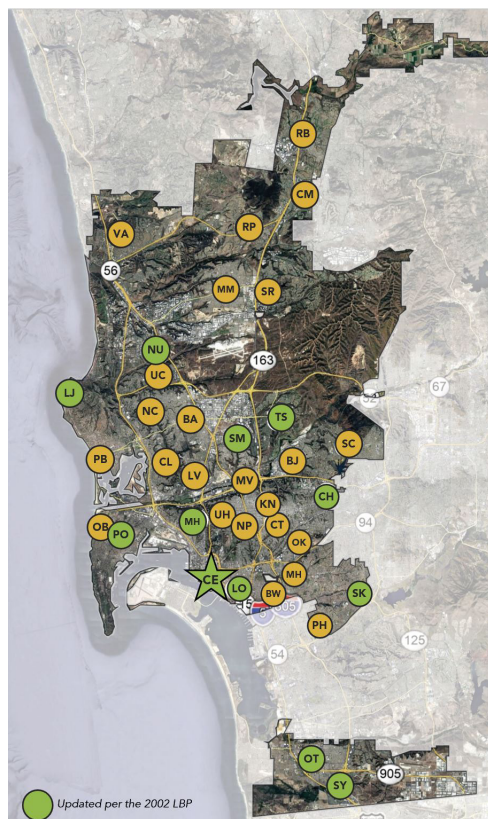 RB
CM
VA
RP
56
MM
SR
NU
163
UC
LJ
67
52
NC
BA
TS
SM
SC
PB
CL
BJ
LV
MV
CH
KN
UH
MH
OB
PO
NP
CT
94
OK
CE
MH
LO
BW
SK
805
PH
125
54
OT
905
SY
Updated per the 2002 LBP